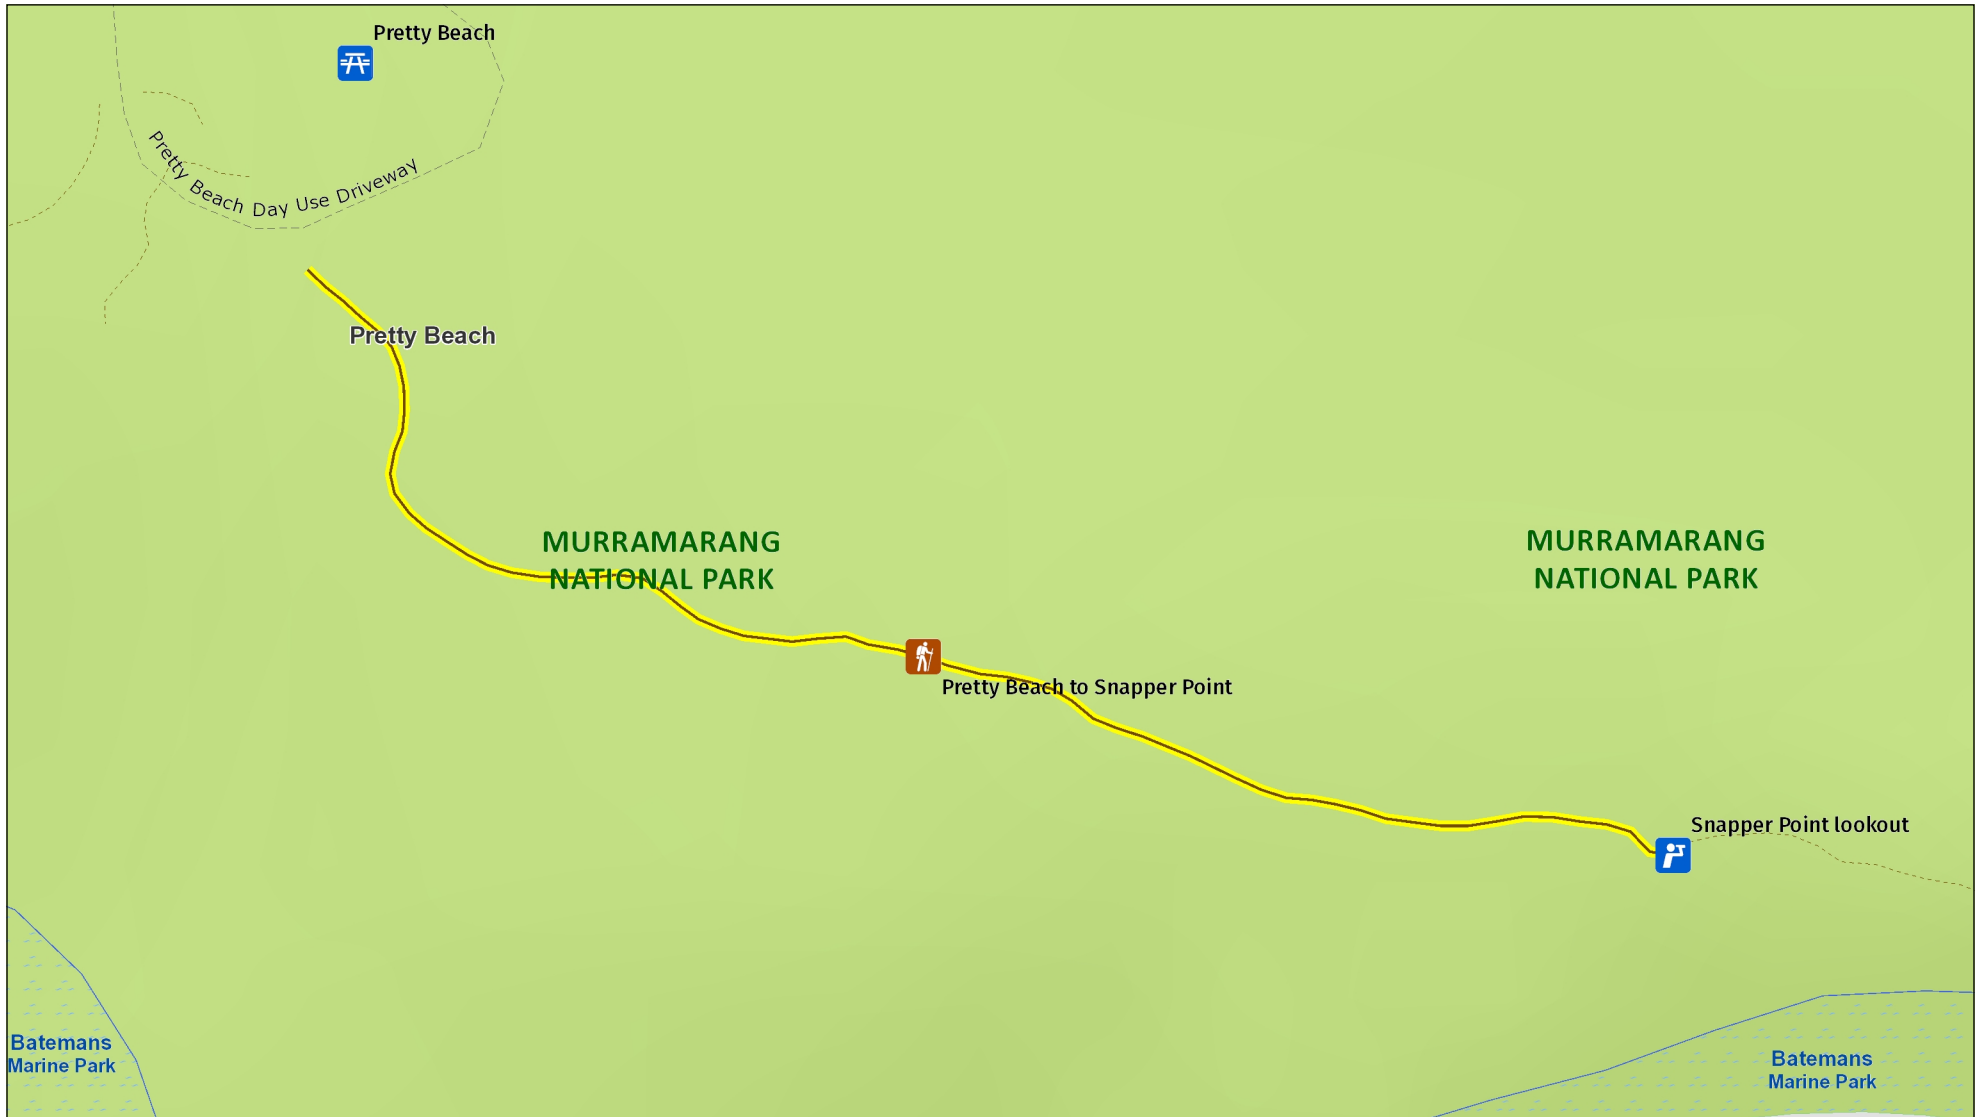 Pretty Beach
Pretty Beach Day Use Driveway
Pretty Beach
MURRAMARANG
NATIONAL PARK
MURRAMARANG
NATIONAL PARK
Pretty Beach to Snapper Point
Snapper Point lookout
Batemans
Marine Park
Batemans
Marine Park